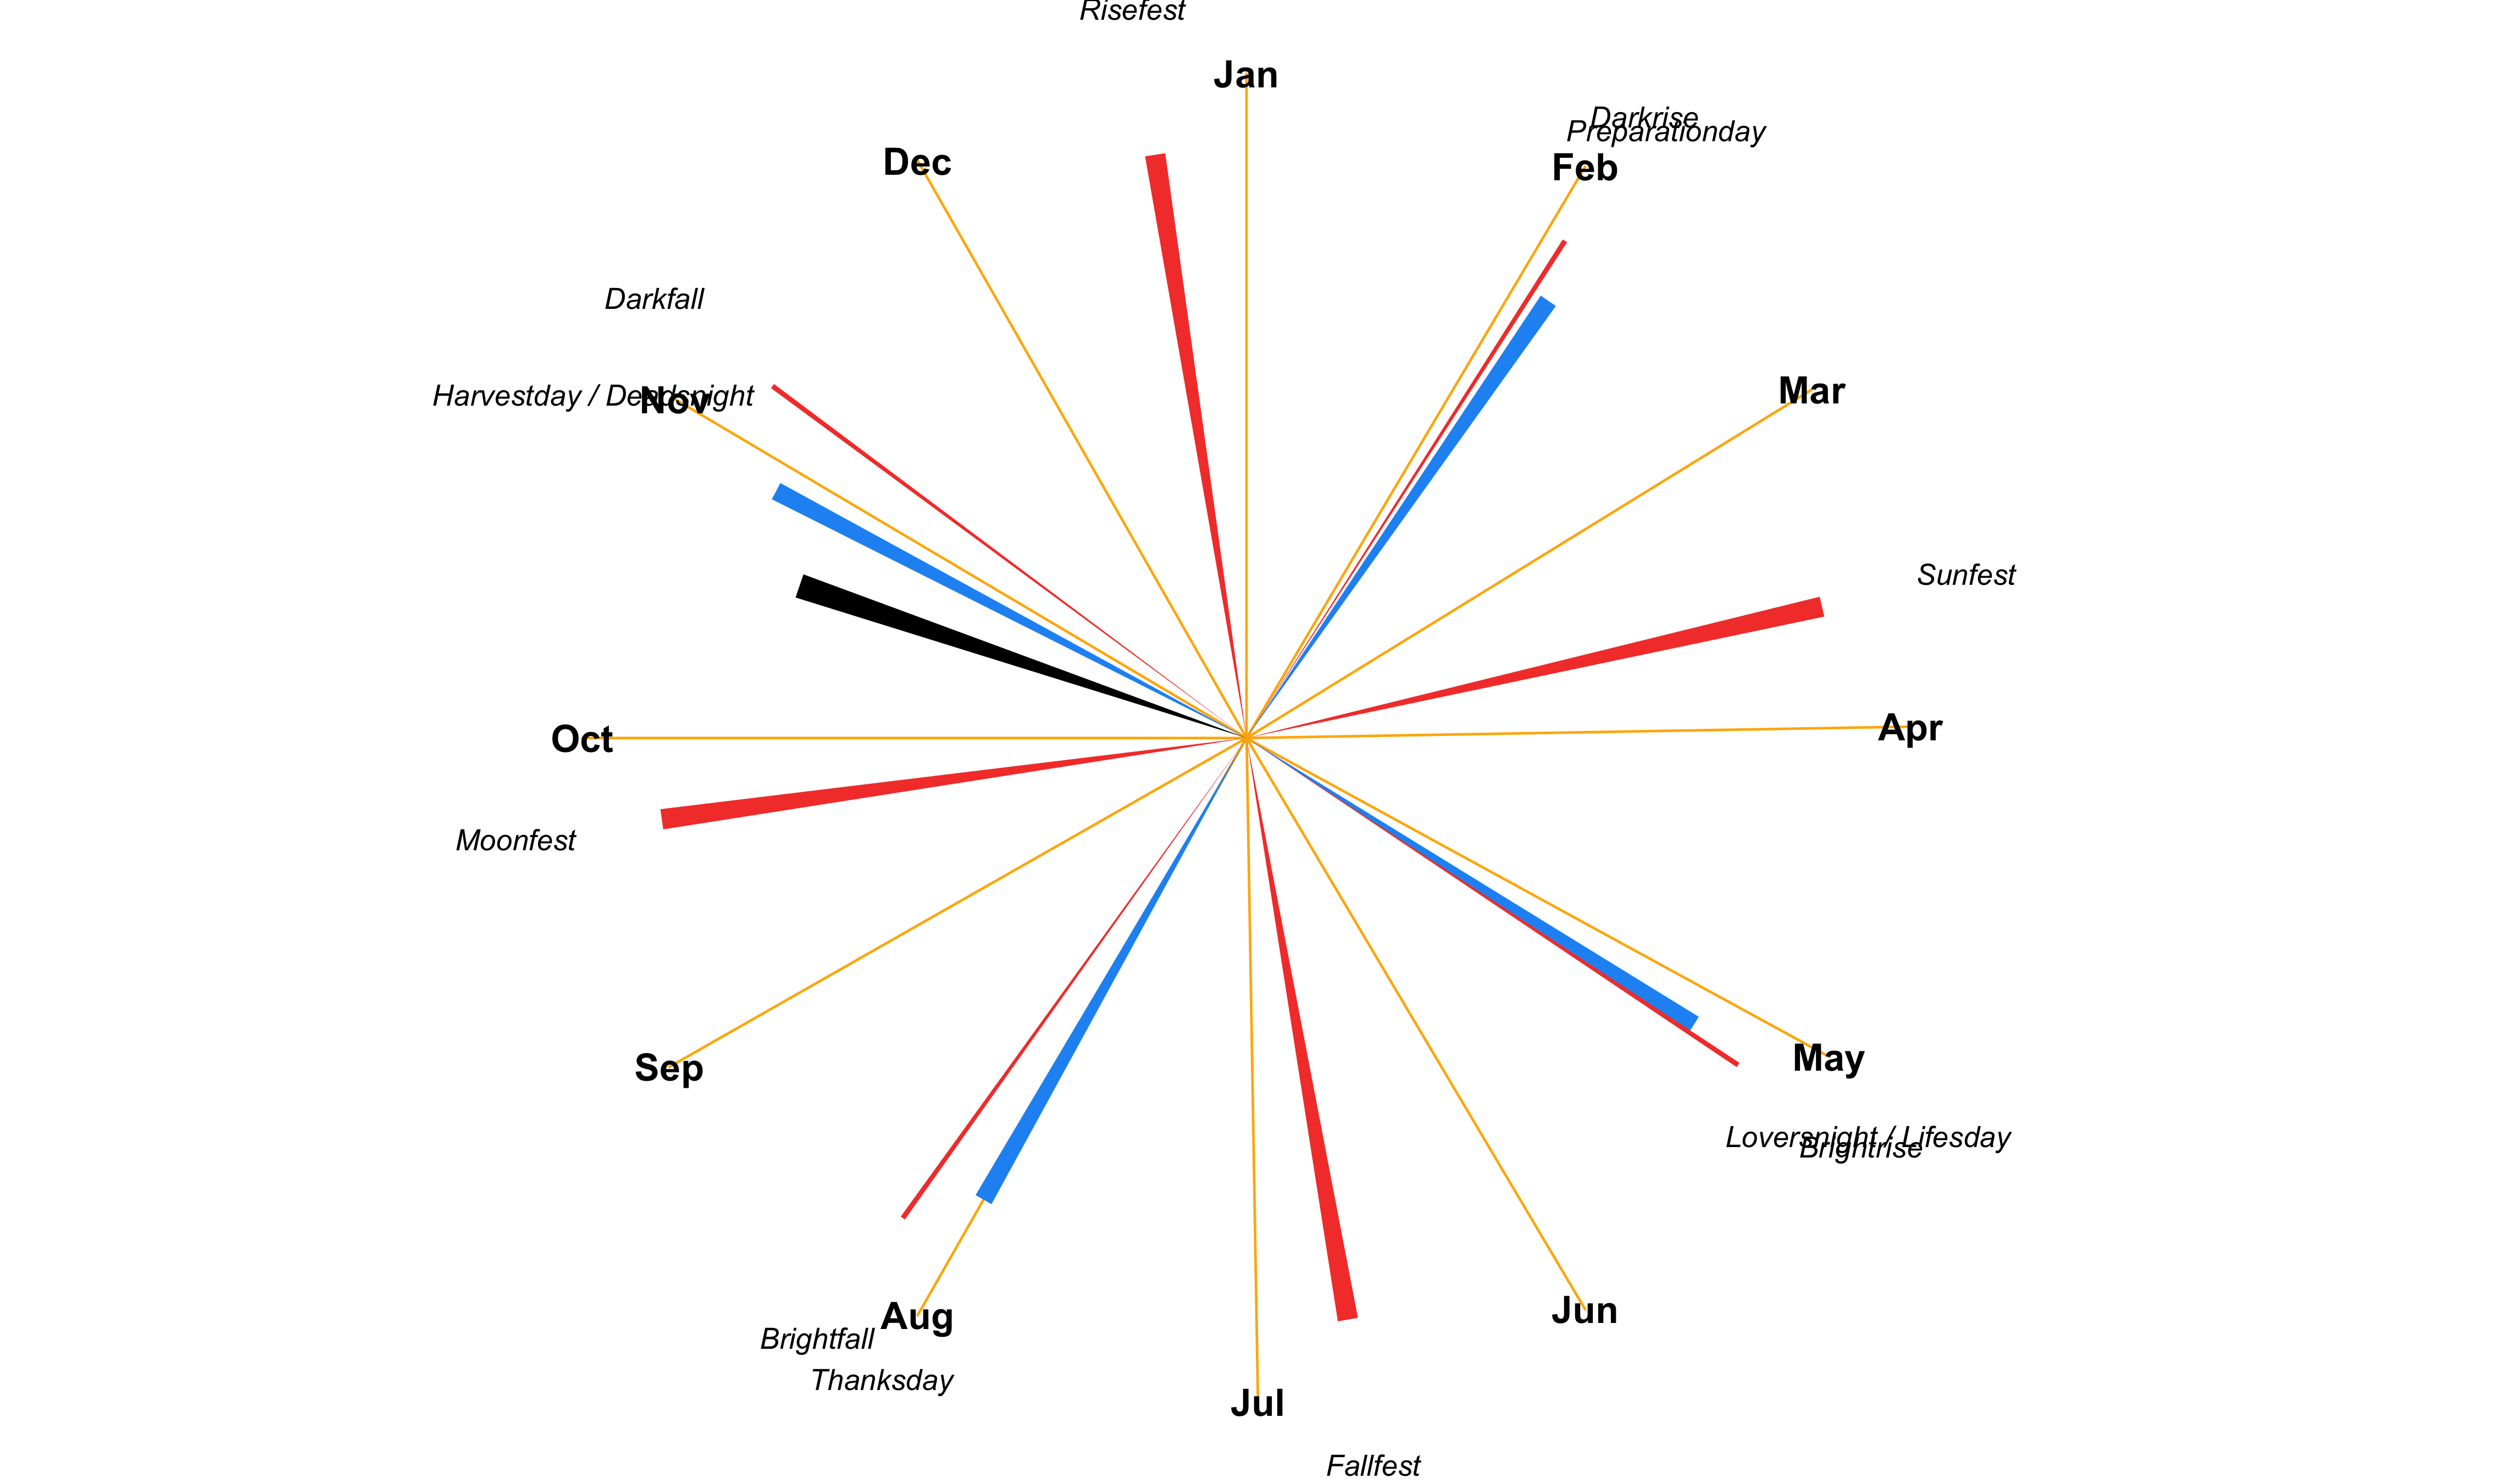 Risefest
Jan
Darkrise
Preparationday
Dec
Feb
Darkfall
Mar
Harvestday / Deadsnight
Nov
Sunfest
Apr
Oct
Moonfest
May
Sep
Loversnight / Lifesday
Brightrise
Jun
Aug
Brightfall
Thanksday
Jul
Fallfest